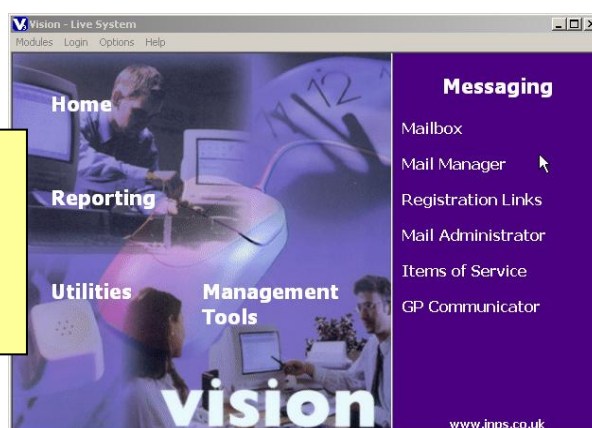 Vision - Live System
Modules Login Options Help
Home
Reporting
Utilities
Management
Tools
vision
Messaging
Mailbox
Mail Manager
Registration Links
Mail Administrator
Items of Service
GP Communicator
www.inps.co.uk